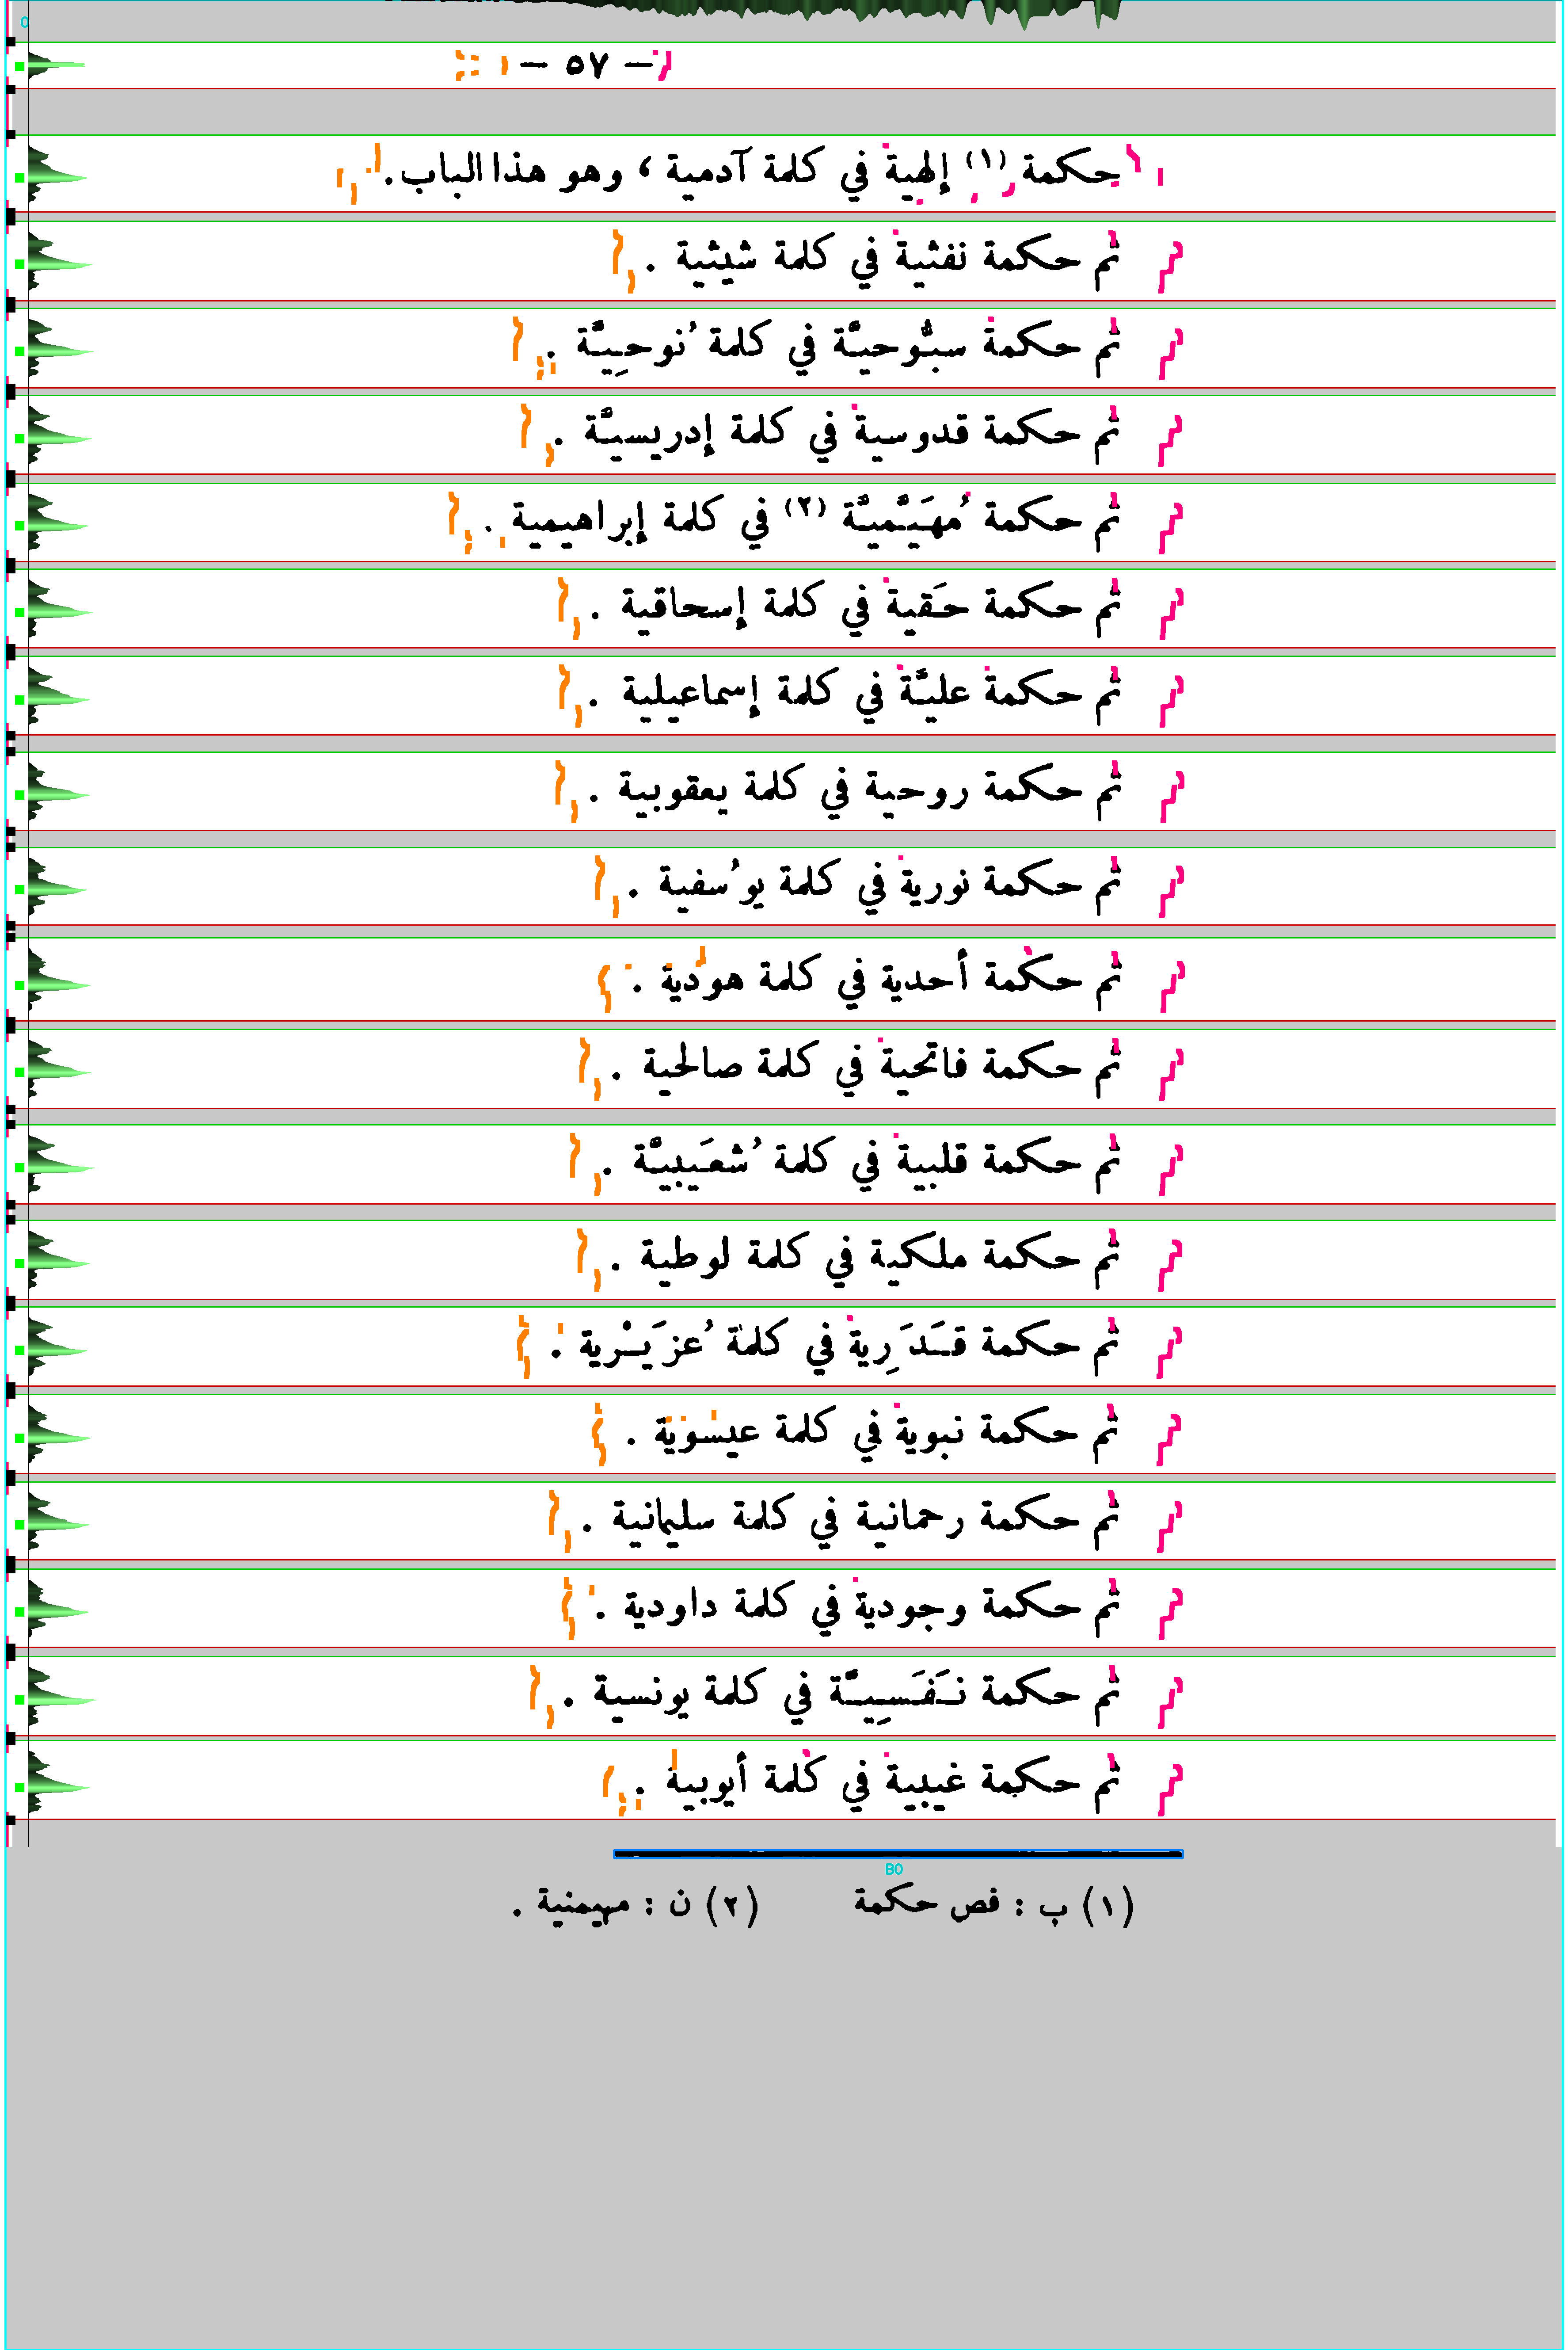 — ٥٧ —
حكمة (١) إلهية في كلمة آدمية ، وهو هذا الباب .
ثم حكمة نفثية في كلمة شيثية .
ثم حكمة سبُّوحيَّة في كلمة نُوحِيَّة .
ثم حكمة قدوسية في كلمة إدريسيَّة .
ثم حكمة مُهَيَّميَّة (٢) في كلمة إبراهيمية .
ثم حكمة حَقية في كلمة إسحاقية .
ثم حكمة عليَّة في كلمة إسماعيلية .
ثم حكمة روحية في كلمة يعقوبية .
ثم حكمة نورية في كلمة يوُسفية .
ثم حكمة أحدية في كلمة هودية .
ثم حكمة فاتحية في كلمة صالحية .
ثم حكمة قلبية في كلمة شُعَيبيَّة .
ثم حكمة ملكية في كلمة لوطية .
ثم حكمة قَدَرِية في كلمة عُزَيْرية .
ثم حكمة نبوية في كلمة عيسوية .
ثم حكمة رحمانية في كلمة سليمانية .
ثم حكمة وجودية في كلمة داودية .
ثم حكمة نَفَسِيَّة في كلمة يونسية .
ثم حكمة غيبية في كلمة أيوبية .
(١) ب : فص حكمة (٢) ن : مهيمنية .